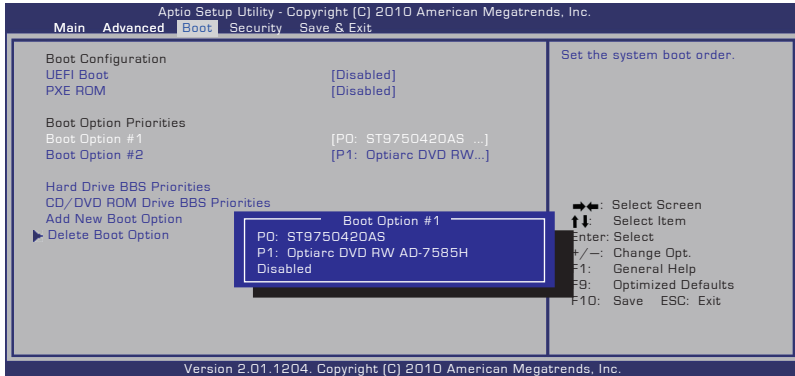 Aptio Setup Utility - Copyright (C) 2010 American Megatrends, Inc.
Main Advanced Boot Security Save & Exit
Boot Configuration
UEFI Boot [Disabled]
PXE ROM [Disabled]
Boot Option Priorities
Boot Option #1 [P0: ST9750420AS ...]
Boot Option #2 [P1: Optiarc DVD RW...]
Hard Drive BBS Priorities
CD/DVD ROM Drive BBS Priorities
Add New Boot Option
Delete Boot Option
Boot Option #1
P0: ST9750420AS
P1: Optiarc DVD RW AD-7585H
Disabled
Set the system boot order.
→←: Select Screen
↑↓: Select Item
Enter: Select
+/—: Change Opt.
F1: General Help
F9: Optimized Defaults
F10: Save ESC: Exit
Version 2.01.1204. Copyright (C) 2010 American Megatrends, Inc.